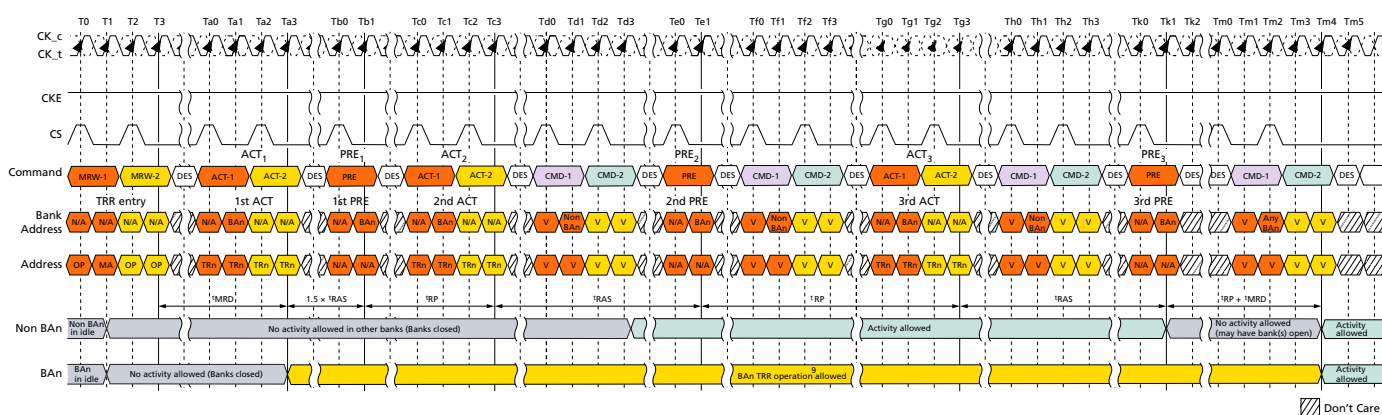 T0 T1 T2 T3 Ta0 Ta1 Ta2 Ta3 Tb0 Tb1 Tc0 Tc1 Tc2 Tc3 Td0 Td1 Td2 Td3 Te0 Te1 Tf0 Tf1 Tf2 Tf3 Tg0 Tg1 Tg2 Tg3 Th0 Th1 Th2 Th3 Tk0 Tk1 Tk2 Tm0 Tm1 Tm2 Tm3 Tm4 Tm5
CK_c
CK_t
CKE
CS
ACT1 PRE1 ACT2 PRE2 ACT3 PRE3
Command MRW-1 MRW-2 DES ACT-1 ACT-2 DES PRE DES ACT-1 ACT-2 DES CMD-1 CMD-2 DES PRE DES CMD-1 CMD-2 DES ACT-1 ACT-2 DES CMD-1 CMD-2 DES PRE DES DES CMD-1 CMD-2 DES
TRR entry 1st ACT 1st PRE 2nd ACT 2nd PRE 3rd ACT 3rd PRE
Bank Address N/A N/A N/A N/A N/A BAn N/A N/A N/A BAn N/A BAn N/A N/A V Non BAn V V N/A BAn V Non BAn V V N/A BAn N/A N/A V Non BAn V V N/A BAn V Any BAn V V
Address OP MA OP OP TRn TRn TRn TRn N/A N/A TRn TRn TRn TRn V V V V N/A N/A V V V V TRn TRn TRn TRn V V V V N/A N/A V V V V
tMRD 1.5 × tRAS tRP tRAS tRP tRAS tRP + tMRD
Non BAn Non BAn in idle No activity allowed in other banks (Banks closed) Activity allowed No activity allowed (may have bank(s) open) Activity allowed
BAn BAn in idle No activity allowed (Banks closed) BAn TRR operation allowed 9 Activity allowed
Don't Care